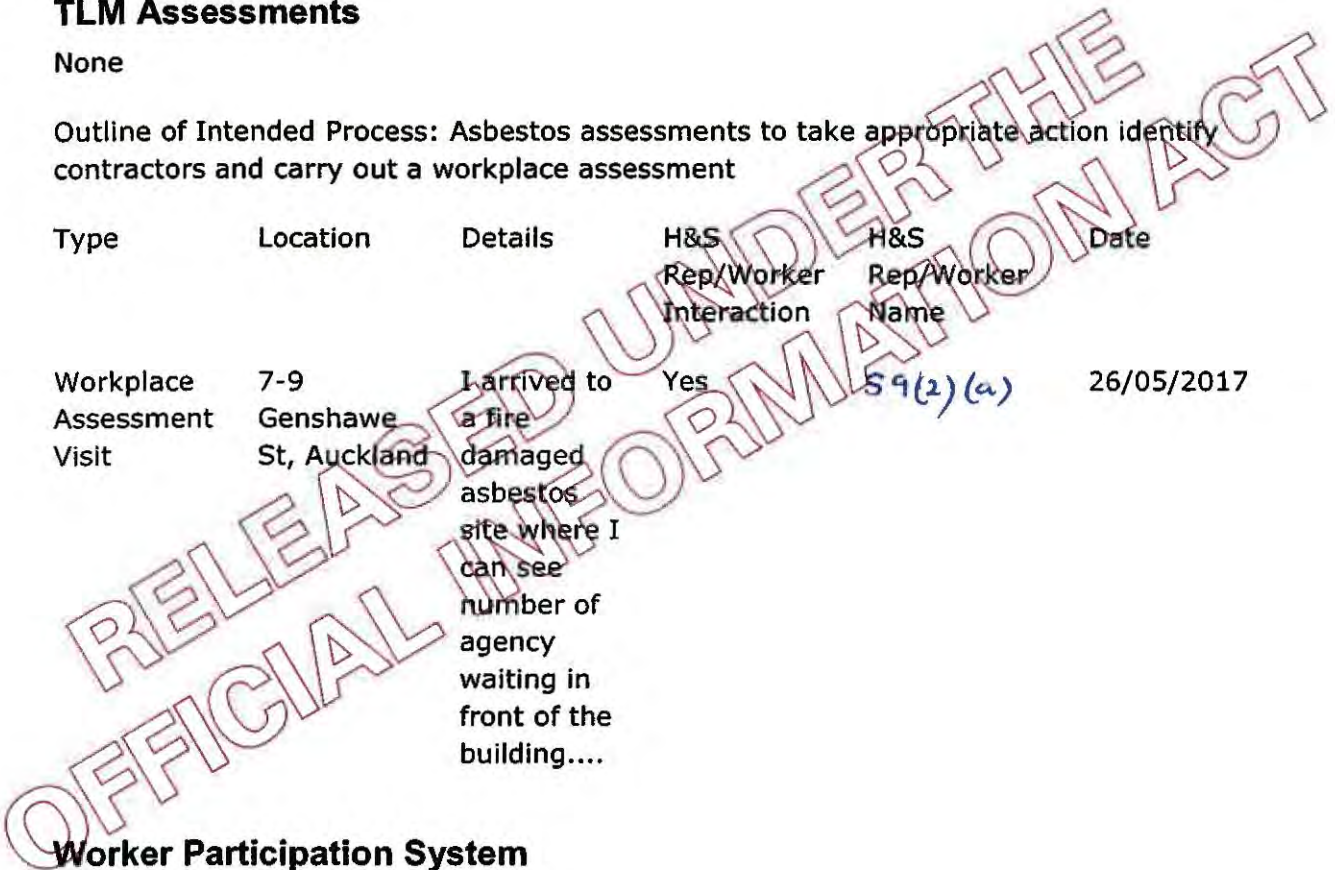 TLM Assessments
None
Outline of Intended Process: Asbestos assessments to take appropriate action identify
contractors and carry out a workplace assessment
Type Location Details H&S Rep/Worker Interaction H&S Rep/Worker Name Date
Workplace Assessment Visit
7-9 Genshawe St, Auckland
I arrived to
a fire
damaged
asbestos
site where I
can see
number of
agency
waiting in
front of the
building....
Yes
S9(2)(a)
26/05/2017
Worker Participation System
RELEASED UNDER THE
OFFICIAL INFORMATION ACT